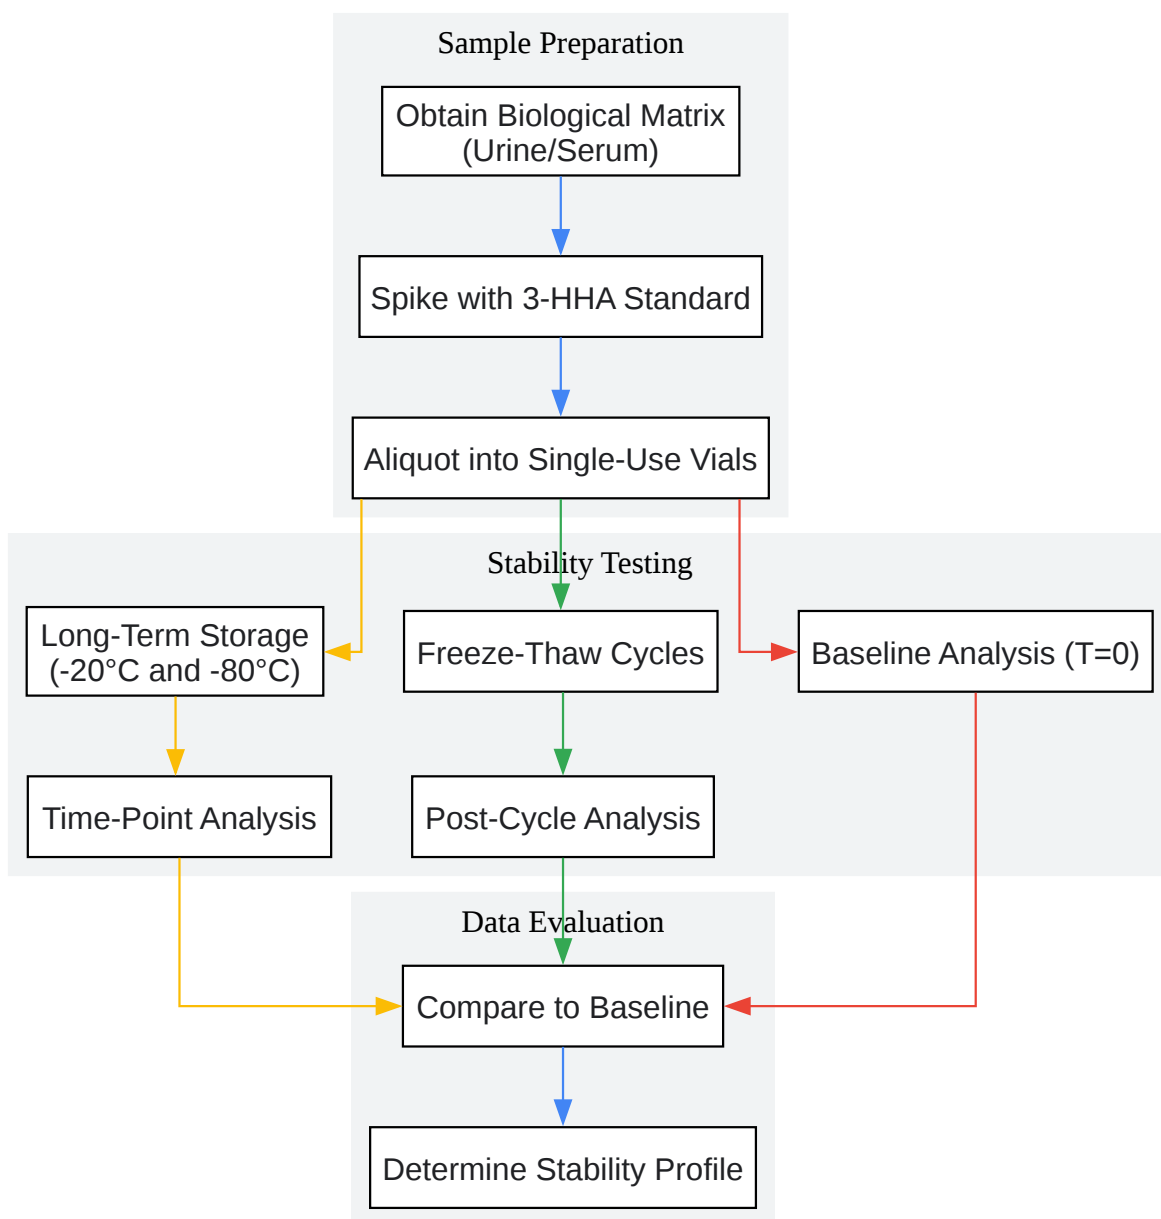 Sample Preparation
Obtain Biological Matrix
(Urine/Serum)
Spike with 3-HHA Standard
Aliquot into Single-Use Vials
Stability Testing
Long-Term Storage
(-20°C and -80°C)
Freeze-Thaw Cycles
Baseline Analysis (T=0)
Time-Point Analysis
Post-Cycle Analysis
Data Evaluation
Compare to Baseline
Determine Stability Profile